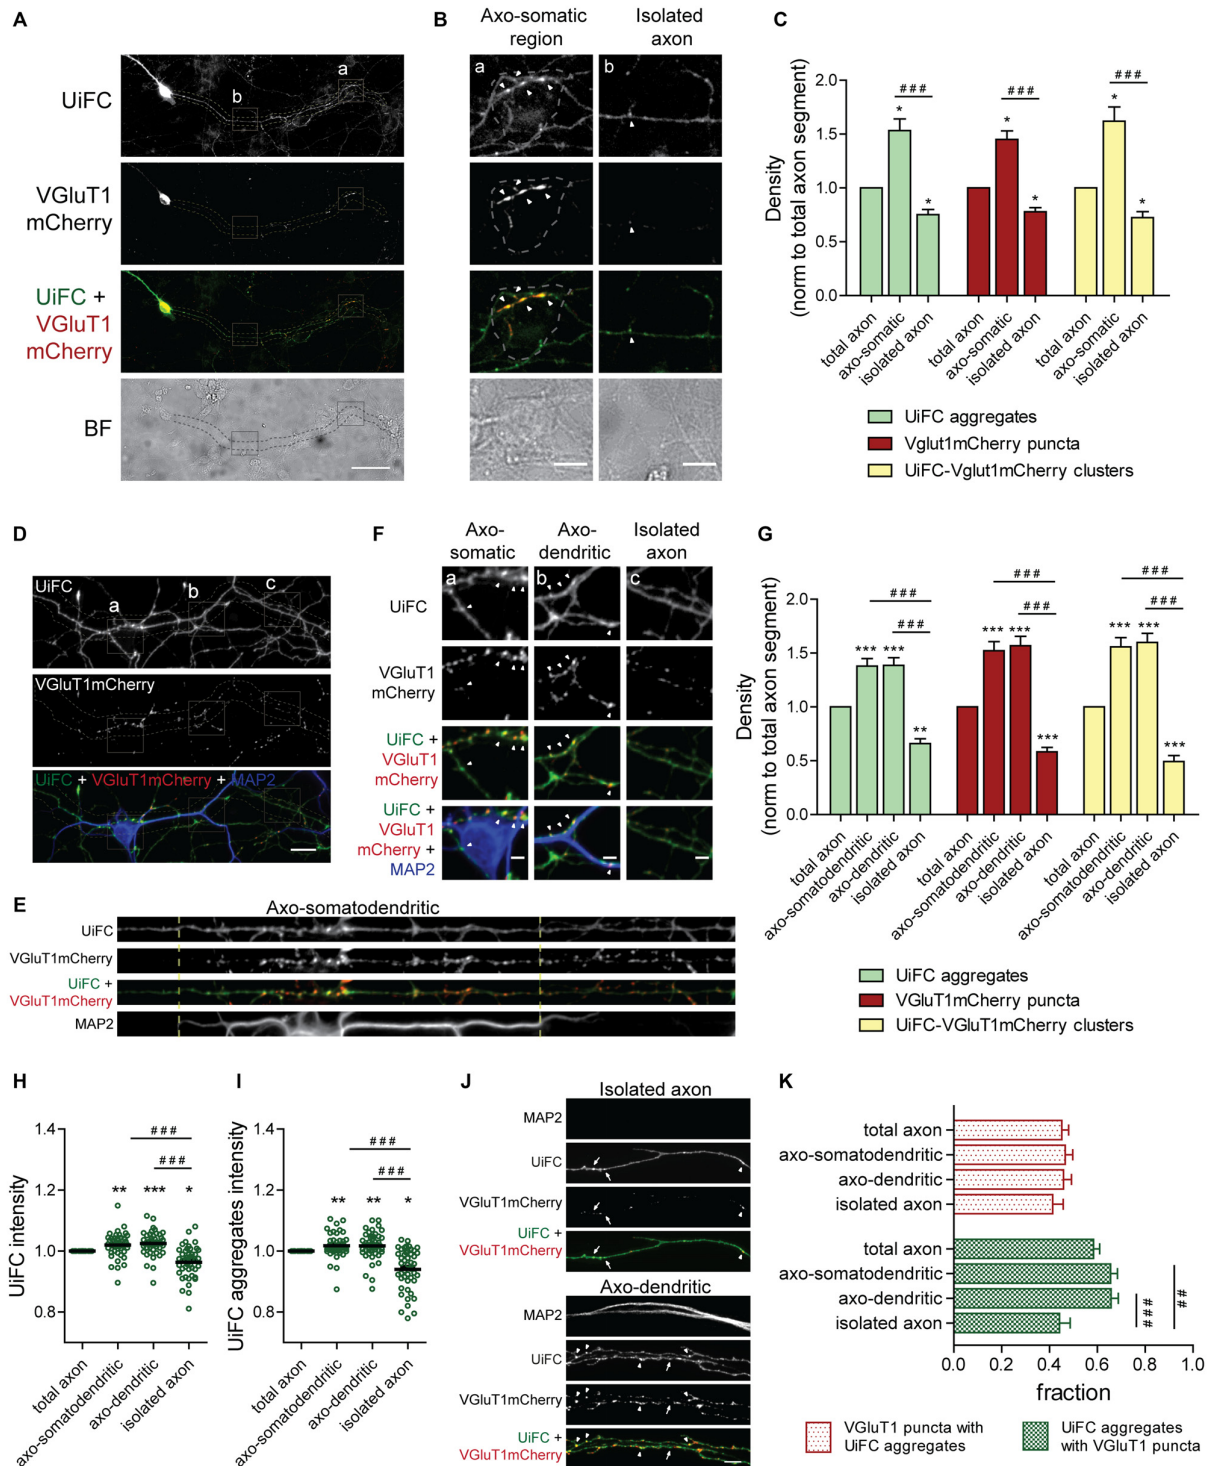 A
UiFC
b
a
VGluT1
mCherry
UiFC +
VGluT1
mCherry
BF
B
Axo-somatic
region
Isolated
axon
a
b
C
Density
(norm to total axon segment)
2.0
1.5
1.0
0.5
0.0
###
###
###
*
*
*
*
*
*
total axon
axo-somatic
isolated axon
total axon
axo-somatic
isolated axon
total axon
axo-somatic
isolated axon
UiFC aggregates
Vglut1mCherry puncta
UiFC-Vglut1mCherry clusters
D
UiFC
a
b
c
VGluT1mCherry
UiFC + VGluT1mCherry + MAP2
F
Axo-
somatic
Axo-
dendritic
Isolated
axon
a
b
c
UiFC
VGluT1
mCherry
UiFC +
VGluT1
mCherry
UiFC +
VGluT1
mCherry +
MAP2
G
Density
(norm to total axon segment)
2.0
1.5
1.0
0.5
0.0
###
###
###
###
###
###
*** ***
**
*** ***
***
*** ***
***
total axon
axo-somatodendritic
axo-dendritic
isolated axon
total axon
axo-somatodendritic
axo-dendritic
isolated axon
total axon
axo-somatodendritic
axo-dendritic
isolated axon
UiFC aggregates
VGluT1mCherry puncta
UiFC-VGluT1mCherry clusters
E
Axo-somatodendritic
UiFC
VGluT1mCherry
UiFC +
VGluT1mCherry
MAP2
H
UiFC intensity
1.4
1.2
1.0
0.8
###
###
** *** *
total axon
axo-somatodendritic
axo-dendritic
isolated axon
I
UiFC aggregates intensity
1.4
1.2
1.0
0.8
###
###
** ** *
total axon
axo-somatodendritic
axo-dendritic
isolated axon
J
Isolated axon
MAP2
UiFC
VGluT1mCherry
UiFC +
VGluT1mCherry
Axo-dendritic
MAP2
UiFC
VGluT1mCherry
UiFC +
VGluT1mCherry
K
total axon
axo-somatodendritic
axo-dendritic
isolated axon
total axon
axo-somatodendritic
axo-dendritic
isolated axon
###
##
0.0 0.2 0.4 0.6 0.8 1.0
fraction
VGluT1 puncta with
UiFC aggregates
UiFC aggregates
with VGluT1 puncta